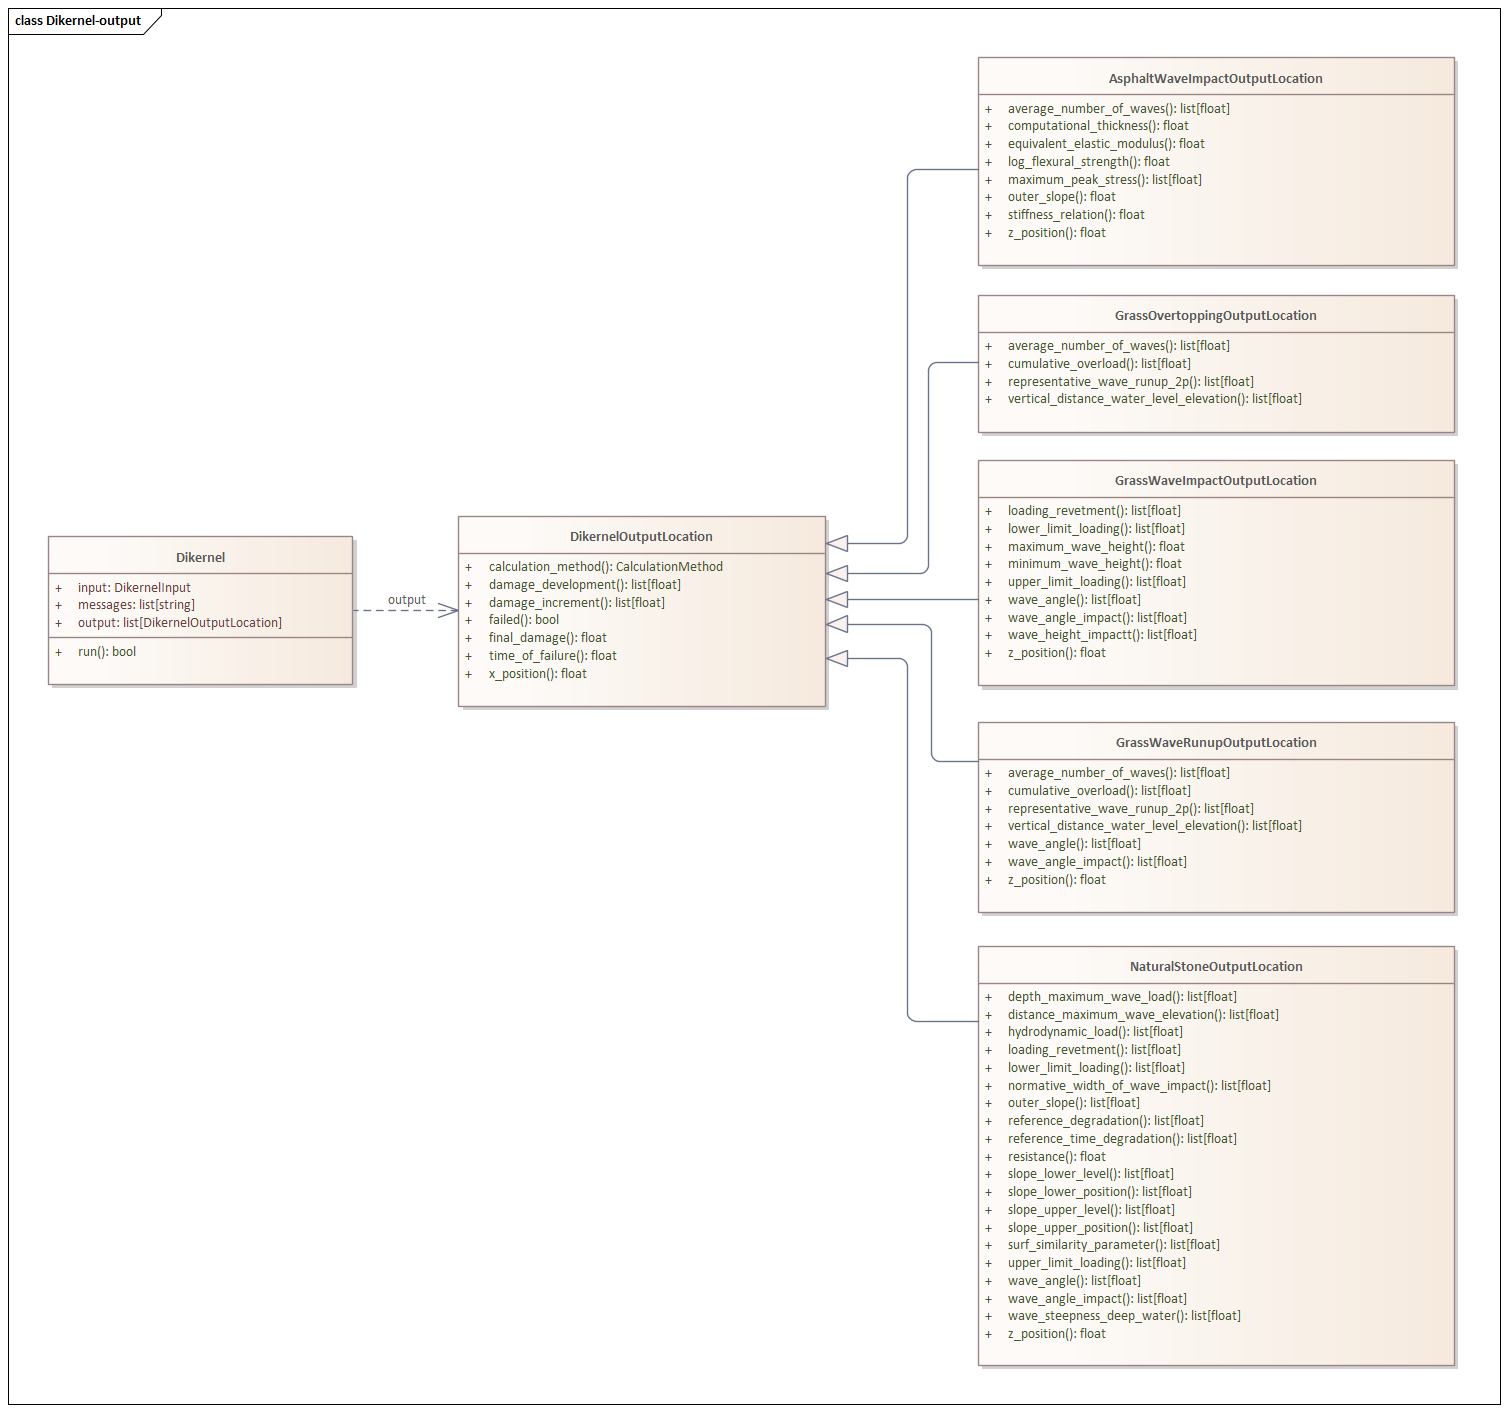 class Dikernel-output
AsphaltWaveImpactOutputLocation
+ average_number_of_waves(): list[float]
+ computational_thickness(): float
+ equivalent_elastic_modulus(): float
+ log_flexural_strength(): float
+ maximum_peak_stress(): list[float]
+ outer_slope(): float
+ stiffness_relation(): float
+ z_position(): float
GrassOvertoppingOutputLocation
+ average_number_of_waves(): list[float]
+ cumulative_overload(): list[float]
+ representative_wave_runup_2p(): list[float]
+ vertical_distance_water_level_elevation(): list[float]
GrassWaveImpactOutputLocation
+ loading_revetment(): list[float]
+ lower_limit_loading(): list[float]
+ maximum_wave_height(): float
+ minimum_wave_height(): float
+ upper_limit_loading(): list[float]
+ wave_angle(): list[float]
+ wave_angle_impact(): list[float]
+ wave_height_impactt(): list[float]
+ z_position(): float
Dikernel
+ input: DikernelInput
+ messages: list[string]
+ output: list[DikernelOutputLocation]
+ run(): bool
output
DikernelOutputLocation
+ calculation_method(): CalculationMethod
+ damage_development(): list[float]
+ damage_increment(): list[float]
+ failed(): bool
+ final_damage(): float
+ time_of_failure(): float
+ x_position(): float
GrassWaveRunupOutputLocation
+ average_number_of_waves(): list[float]
+ cumulative_overload(): list[float]
+ representative_wave_runup_2p(): list[float]
+ vertical_distance_water_level_elevation(): list[float]
+ wave_angle(): list[float]
+ wave_angle_impact(): list[float]
+ z_position(): float
NaturalStoneOutputLocation
+ depth_maximum_wave_load(): list[float]
+ distance_maximum_wave_elevation(): list[float]
+ hydrodynamic_load(): list[float]
+ loading_revetment(): list[float]
+ lower_limit_loading(): list[float]
+ normative_width_of_wave_impact(): list[float]
+ outer_slope(): list[float]
+ reference_degradation(): list[float]
+ reference_time_degradation(): list[float]
+ resistance(): float
+ slope_lower_level(): list[float]
+ slope_lower_position(): list[float]
+ slope_upper_level(): list[float]
+ slope_upper_position(): list[float]
+ surf_similarity_parameter(): list[float]
+ upper_limit_loading(): list[float]
+ wave_angle(): list[float]
+ wave_angle_impact(): list[float]
+ wave_steepness_deep_water(): list[float]
+ z_position(): float